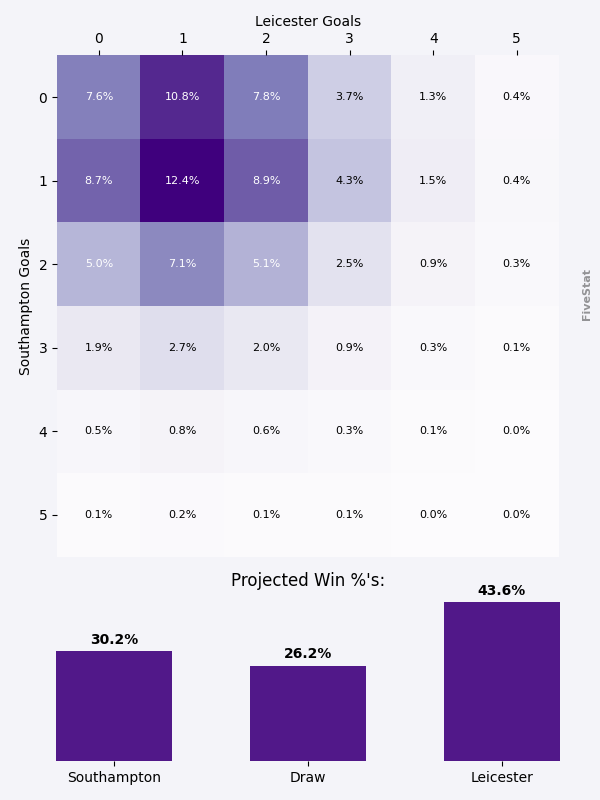 Leicester Goals
0 1 2 3 4 5
0 7.6% 10.8% 7.8% 3.7% 1.3% 0.4%
1 8.7% 12.4% 8.9% 4.3% 1.5% 0.4%
2 5.0% 7.1% 5.1% 2.5% 0.9% 0.3%
3 1.9% 2.7% 2.0% 0.9% 0.3% 0.1%
4 0.5% 0.8% 0.6% 0.3% 0.1% 0.0%
5 0.1% 0.2% 0.1% 0.1% 0.0% 0.0%
Southampton Goals
FiveStat
Projected Win %'s:
30.2% 26.2% 43.6%
Southampton Draw Leicester